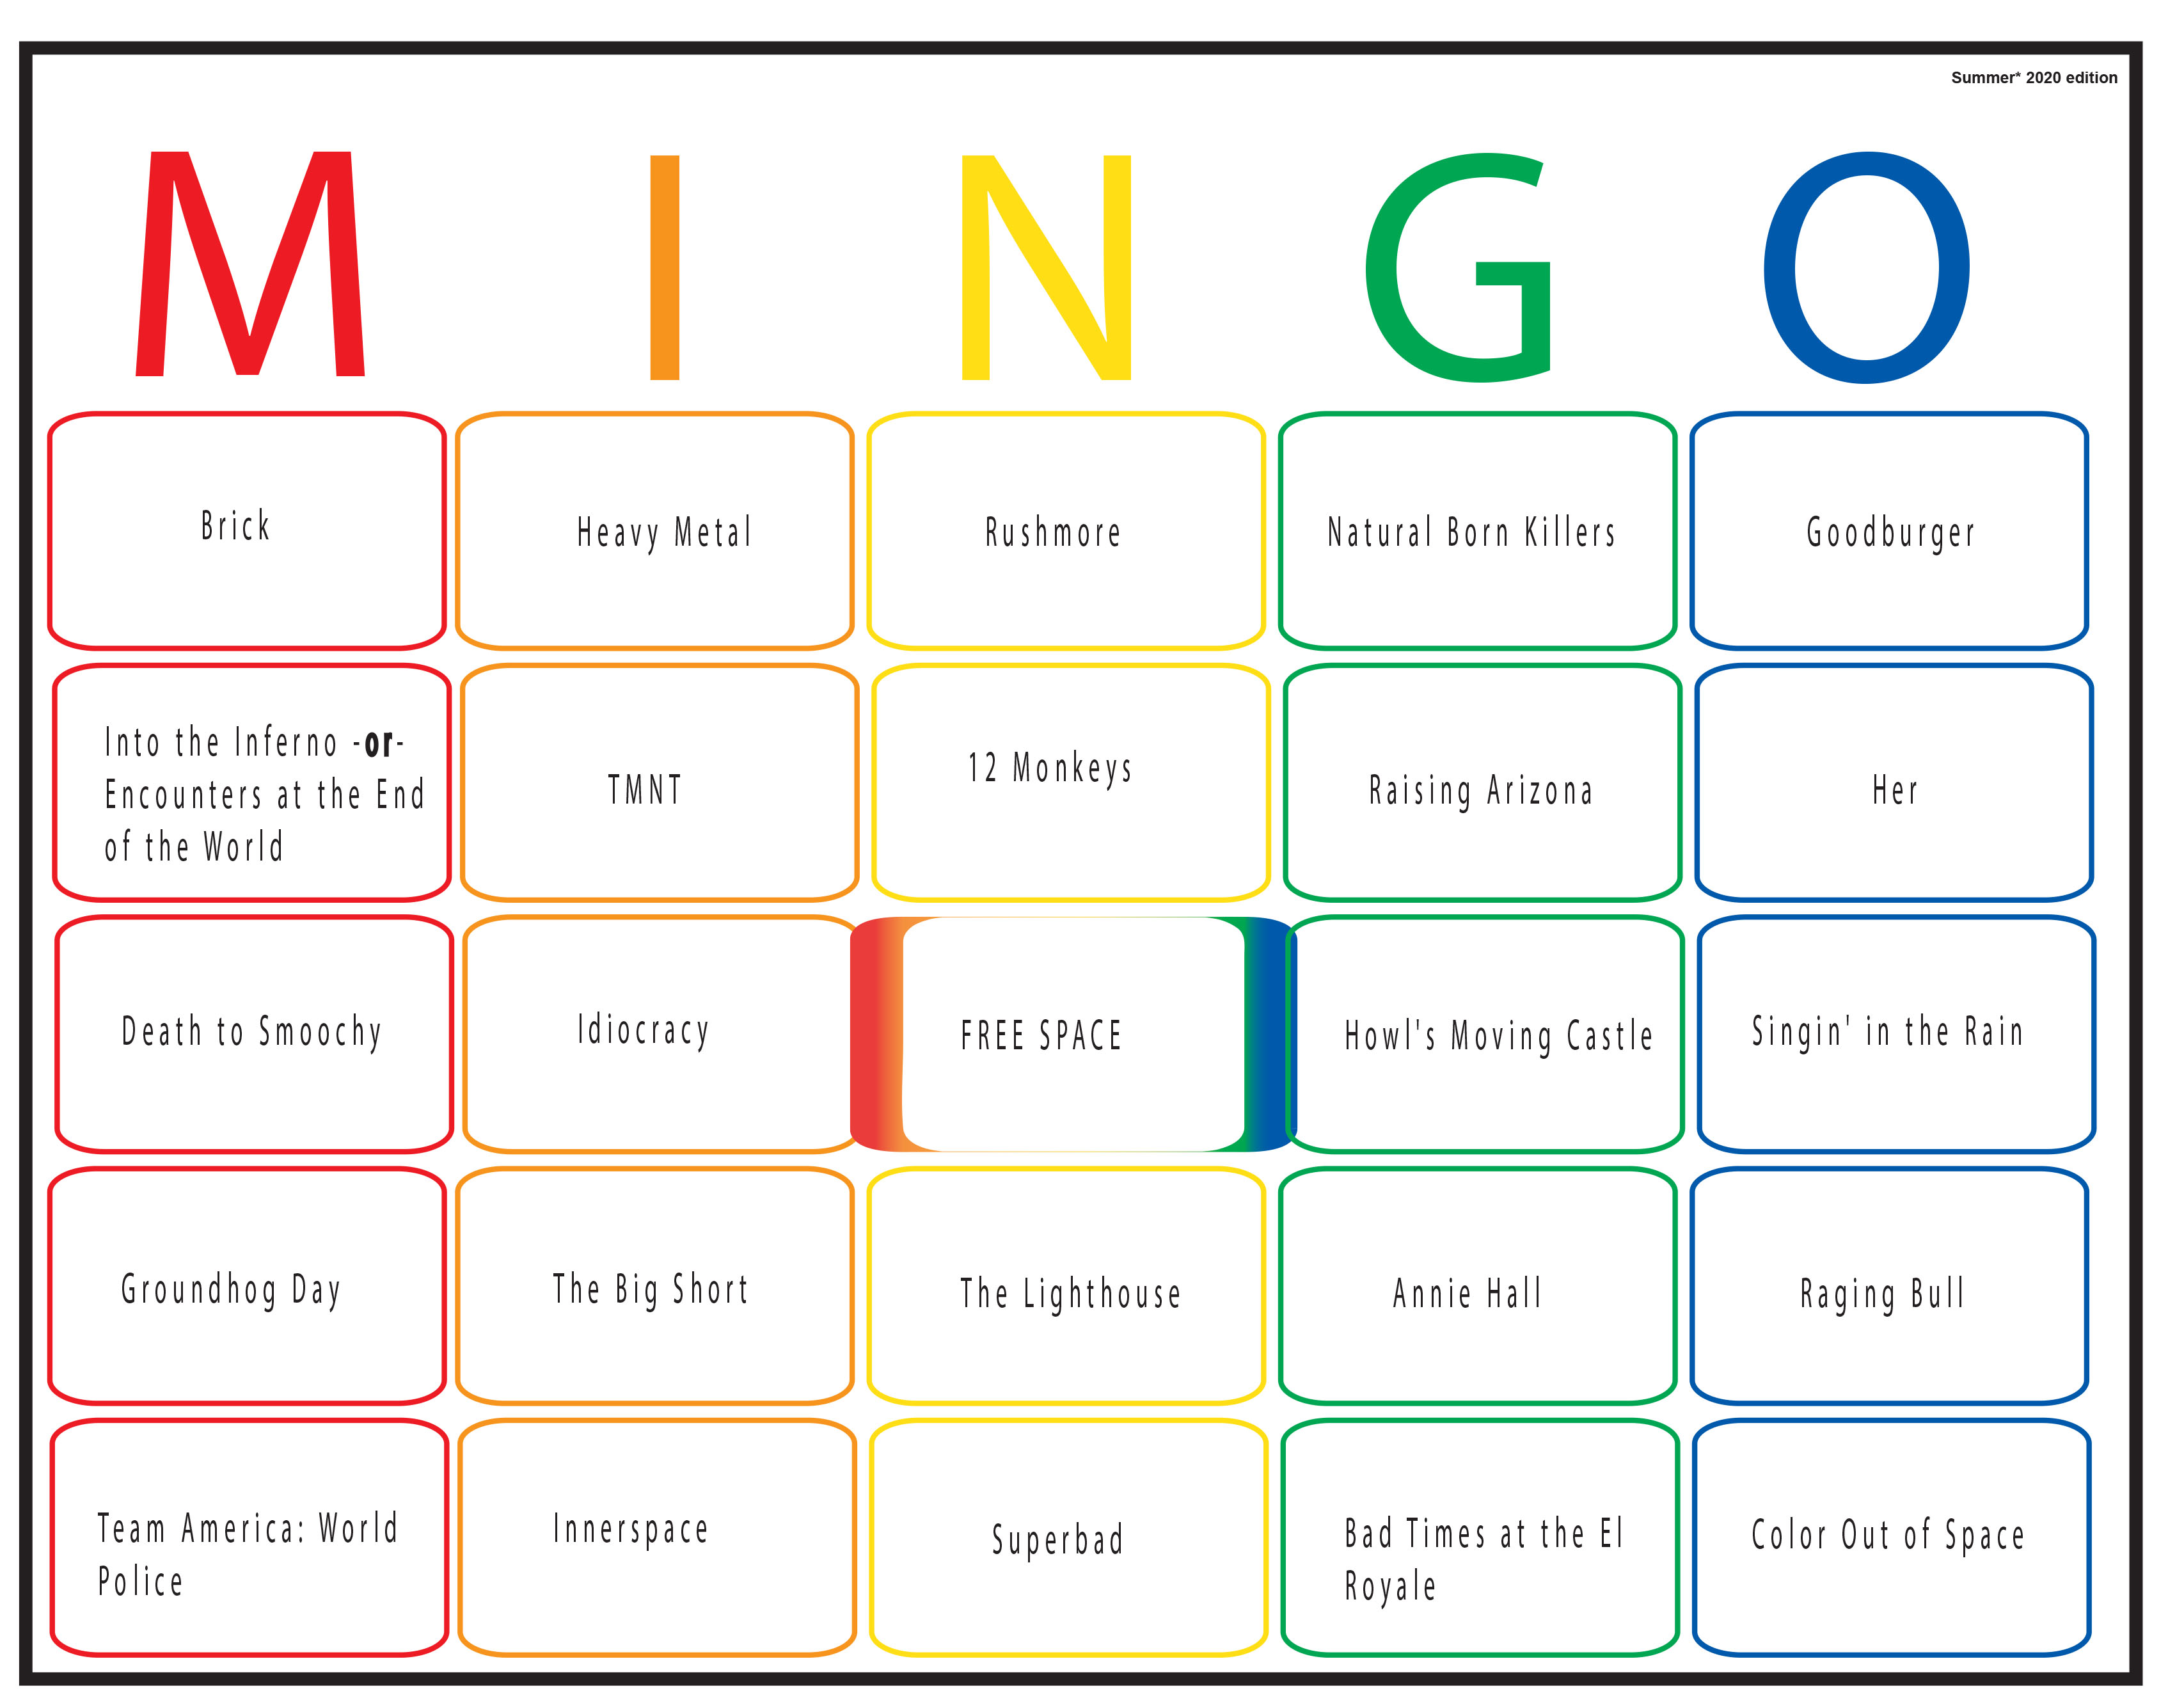 Summer* 2020 edition
M I N G O
Brick
Heavy Metal
Rushmore
Natural Born Killers
Goodburger
Into the Inferno -or-
Encounters at the End
of the World
TMNT
12 Monkeys
Raising Arizona
Her
Death to Smoochy
Idiocracy
FREE SPACE
Howl's Moving Castle
Singin' in the Rain
Groundhog Day
The Big Short
The Lighthouse
Annie Hall
Raging Bull
Team America: World
Police
Innerspace
Superbad
Bad Times at the El
Royale
Color Out of Space